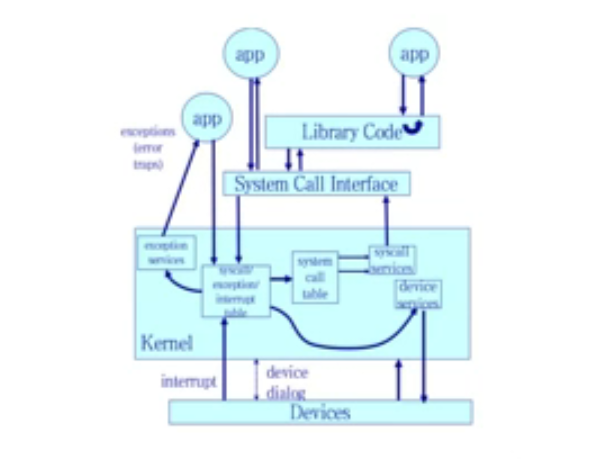 app
app
app
exceptions
(error
traps)
Library Code
System Call Interface
exception
services
syscall/
exception/
interrupt
table
system
call
table
syscall
services
device
services
Kernel
interrupt
device
dialog
Devices